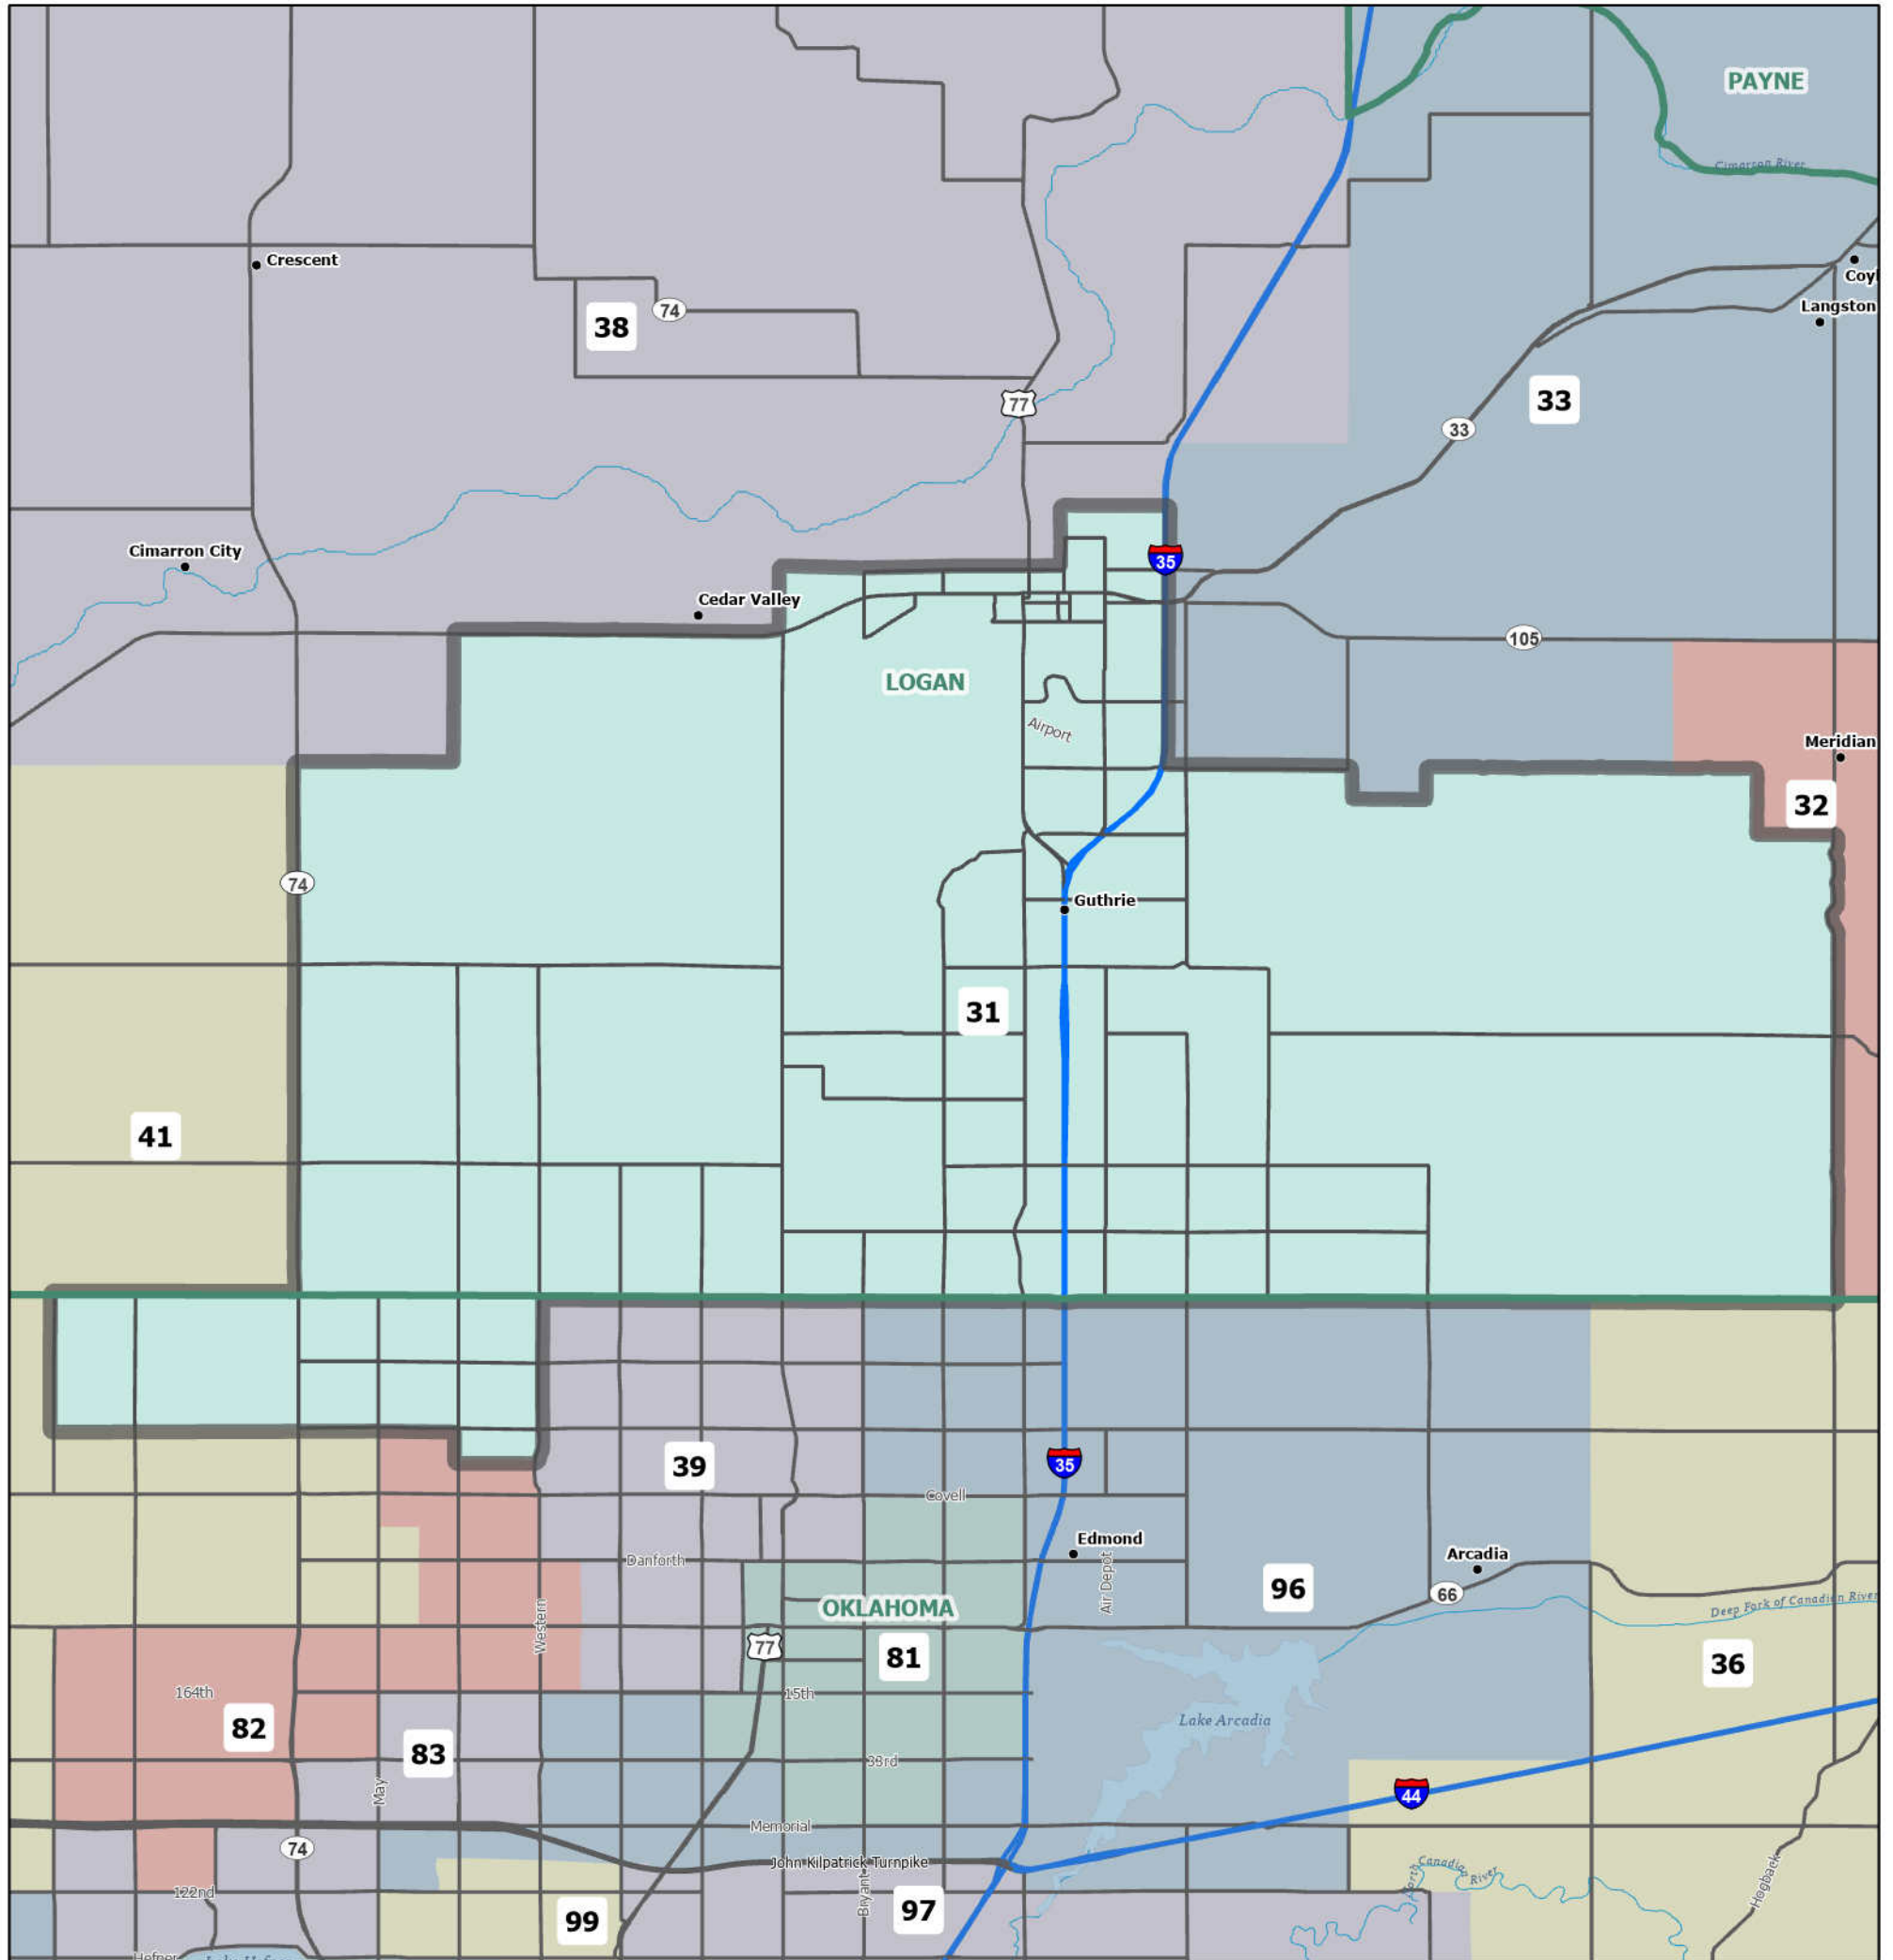 PAYNE
Cimarron River
Crescent
Coyl
Langston
74
38
77
33
33
35
Cimarron City
Cedar Valley
105
LOGAN
Airport
Meridian
32
74
Guthrie
31
41
39
35
Covell
Edmond
Arcadia
Danforth
Air Depot
96
66
Deep Fork of Canadian River
OKLAHOMA
Western
77
81
36
164th
15th
Lake Arcadia
82
83
33rd
May
44
Memorial
74
John Kilpatrick Turnpike
North Canadian River
Hogback
122nd
Bryant
97
99
Hefner
Lake Hefner